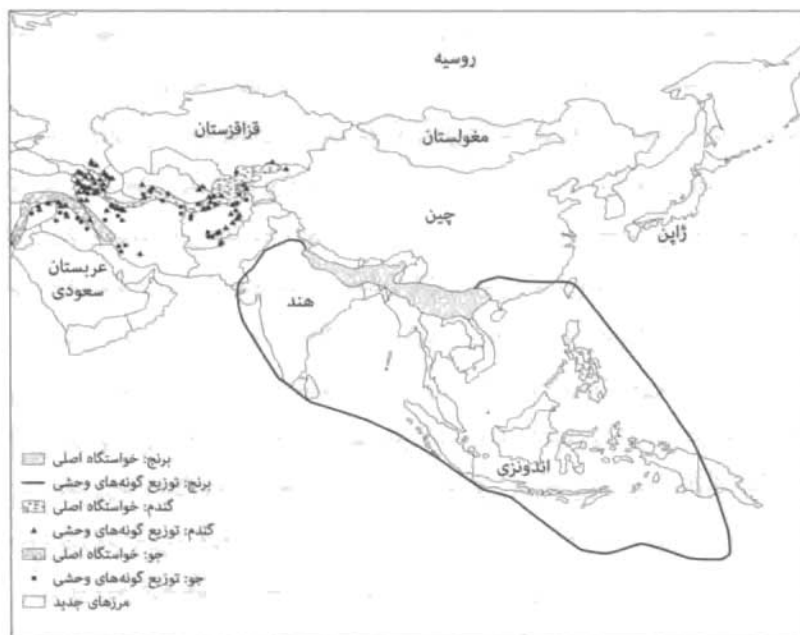 روسیه
قزاقزستان
مغولستان
چین
ژاپن
عربستان
سعودی
هند
اندونزی
برنج: خواستگاه اصلی
برنج: توزیع گونه‌های وحشی
گندم: خواستگاه اصلی
گندم: توزیع گونه‌های وحشی
جو: خواستگاه اصلی
جو: توزیع گونه‌های وحشی
مرزهای جدید